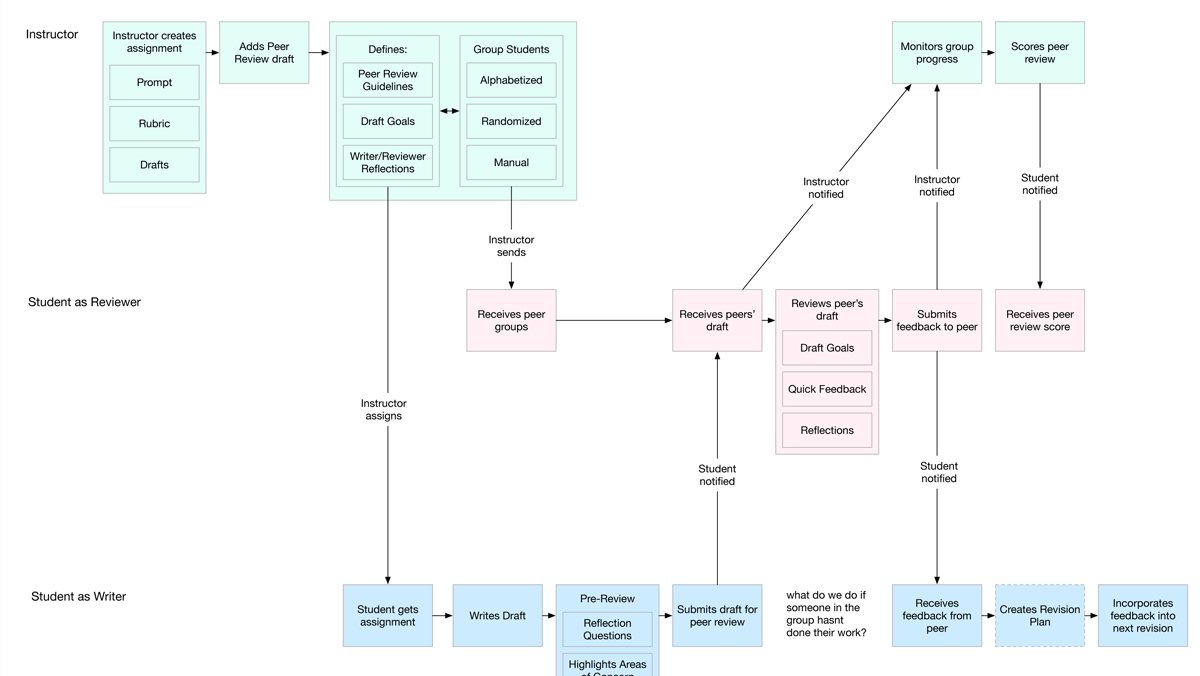 Instructor
Instructor creates
assignment
Prompt
Rubric
Drafts
Adds Peer
Review draft
Defines:
Peer Review
Guidelines
Draft Goals
Writer/Reviewer
Reflections
Group Students
Alphabetized
Randomized
Manual
Monitors group
progress
Scores peer
review
Instructor
notified
Instructor
notified
Student
notified
Instructor
sends
Student as Reviewer
Receives peer
groups
Receives peers'
draft
Reviews peer's
draft
Draft Goals
Quick Feedback
Reflections
Submits
feedback to peer
Receives peer
review score
Instructor
assigns
Student
notified
Student
notified
Student as Writer
Student gets
assignment
Writes Draft
Pre-Review
Reflection
Questions
Highlights Areas
of Concern
Submits draft for
peer review
what do we do if
someone in the
group hasnt
done their work?
Receives
feedback from
peer
Creates Revision
Plan
Incorporates
feedback into
next revision